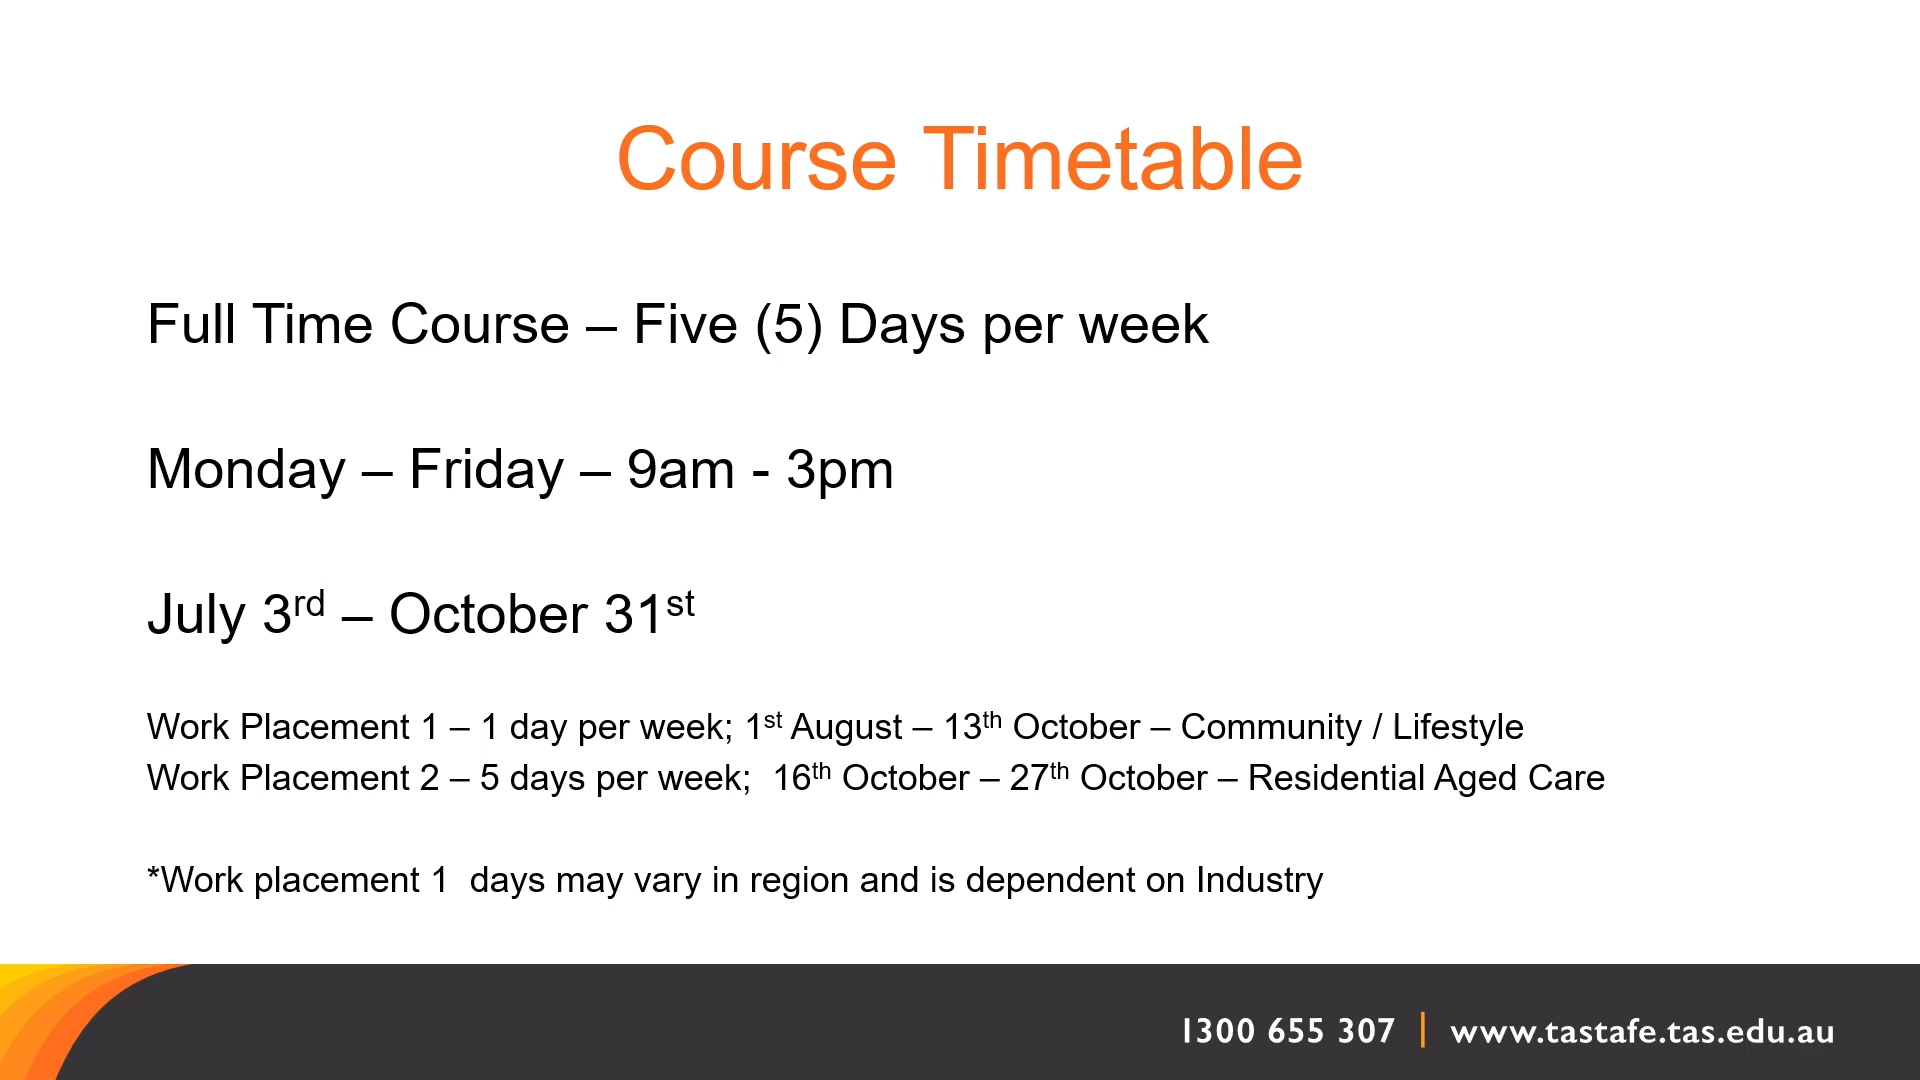 Course Timetable
Full Time Course – Five (5) Days per week
Monday – Friday – 9am - 3pm
July 3rd – October 31st
Work Placement 1 – 1 day per week; 1st August – 13th October – Community / Lifestyle
Work Placement 2 – 5 days per week;  16th October – 27th October – Residential Aged Care
*Work placement 1  days may vary in region and is dependent on Industry
1300 655 307 | www.tastafe.tas.edu.au